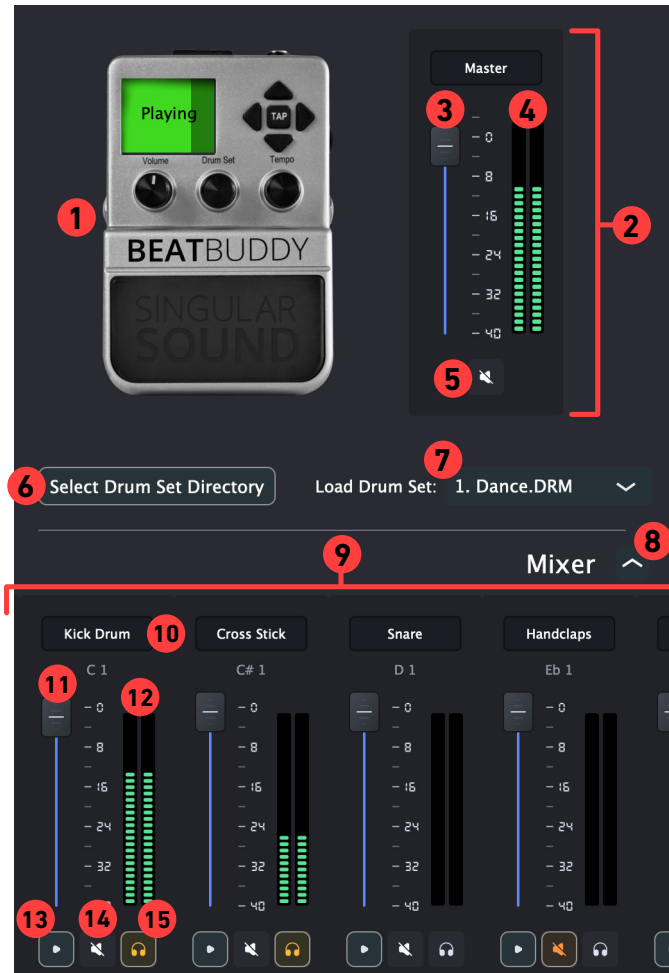 Master
3
4
0
8
16
24
32
40
Playing
TAP
Volume Drum Set Tempo
1
2
BEATBUDDY
SINGULAR
SOUND
5
7
6 Select Drum Set Directory Load Drum Set: 1. Dance.DRM
9
8
Mixer
Kick Drum 10 Cross Stick Snare Handclaps
C 1 C# 1 D 1 Eb 1
11 12
0 0 0 0
8 8 8 8
16 16 16 16
24 24 24 24
32 32 32 32
40 40 40
13 14 15